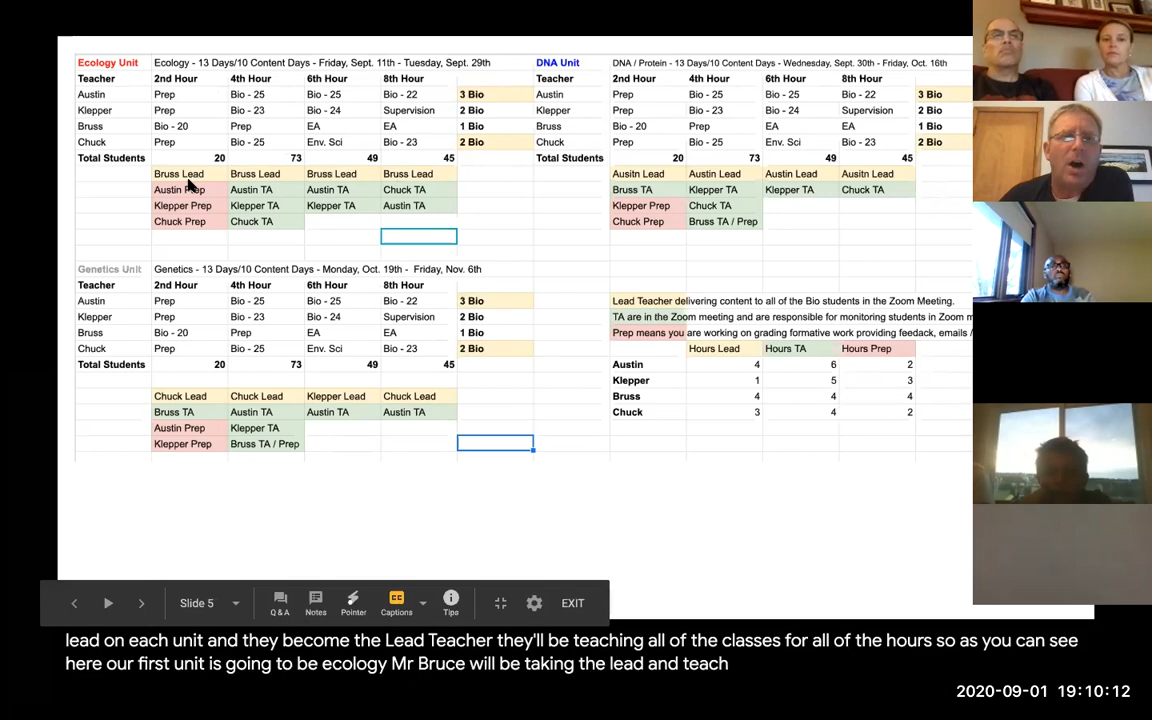 Ecology Unit Ecology - 13 Days/10 Content Days - Friday, Sept. 11th - Tuesday, Sept. 29th DNA Unit DNA / Protein - 13 Days/10 Content Days - Wednesday, Sept. 30th - Friday, Oct. 16th
Teacher 2nd Hour 4th Hour 6th Hour 8th Hour Teacher 2nd Hour 4th Hour 6th Hour 8th Hour
Austin Prep Bio - 25 Bio - 25 Bio - 22 3 Bio Austin Prep Bio - 25 Bio - 25 Bio - 22 3 Bio
Klepper Prep Bio - 23 Bio - 24 Supervision 2 Bio Klepper Prep Bio - 23 Bio - 24 Supervision 2 Bio
Bruss Bio - 20 Prep EA EA 1 Bio Bruss Bio - 20 Prep EA EA 1 Bio
Chuck Prep Bio - 25 Env. Sci Bio - 23 2 Bio Chuck Prep Bio - 25 Env. Sci Bio - 23 2 Bio
Total Students 20 73 49 45 Total Students 20 73 49 45
Bruss Lead Bruss Lead Bruss Lead Bruss Lead Austin Lead Ausitn Lead Ausitn Lead Ausitn Lead
Austin Prep Austin TA Austin TA Chuck TA Bruss TA Klepper TA Klepper TA Chuck TA
Klepper Prep Klepper TA Klepper TA Austin TA Klepper Prep Chuck TA
Chuck Prep Chuck TA Chuck Prep Bruss TA / Prep
Genetics Unit Genetics - 13 Days/10 Content Days - Monday, Oct. 19th - Friday, Nov. 6th
Teacher 2nd Hour 4th Hour 6th Hour 8th Hour
Austin Prep Bio - 25 Bio - 25 Bio - 22 3 Bio Lead Teacher delivering content to all of the Bio students in the Zoom Meeting.
Klepper Prep Bio - 23 Bio - 24 Supervision 2 Bio TA are in the Zoom meeting and are responsible for monitoring students in Zoom
Bruss Bio - 20 Prep EA EA 1 Bio Prep means you are working on grading formative work providing feedack, emails /
Chuck Prep Bio - 25 Env. Sci Bio - 23 2 Bio Hours Lead Hours TA Hours Prep
Total Students 20 73 49 45 Austin 4 6 2
Klepper 1 5 3
Chuck Lead Chuck Lead Klepper Lead Chuck Lead Bruss 4 4 4
Bruss TA Austin TA Austin TA Austin TA Chuck 3 4 2
Austin Prep Klepper TA
Klepper Prep Bruss TA / Prep
Slide 5 Q & A Notes Pointer CC Captions Tips EXIT
lead on each unit and they become the Lead Teacher they'll be teaching all of the classes for all of the hours so as you can see
here our first unit is going to be ecology Mr Bruce will be taking the lead and teach
2020-09-01 19:10:12